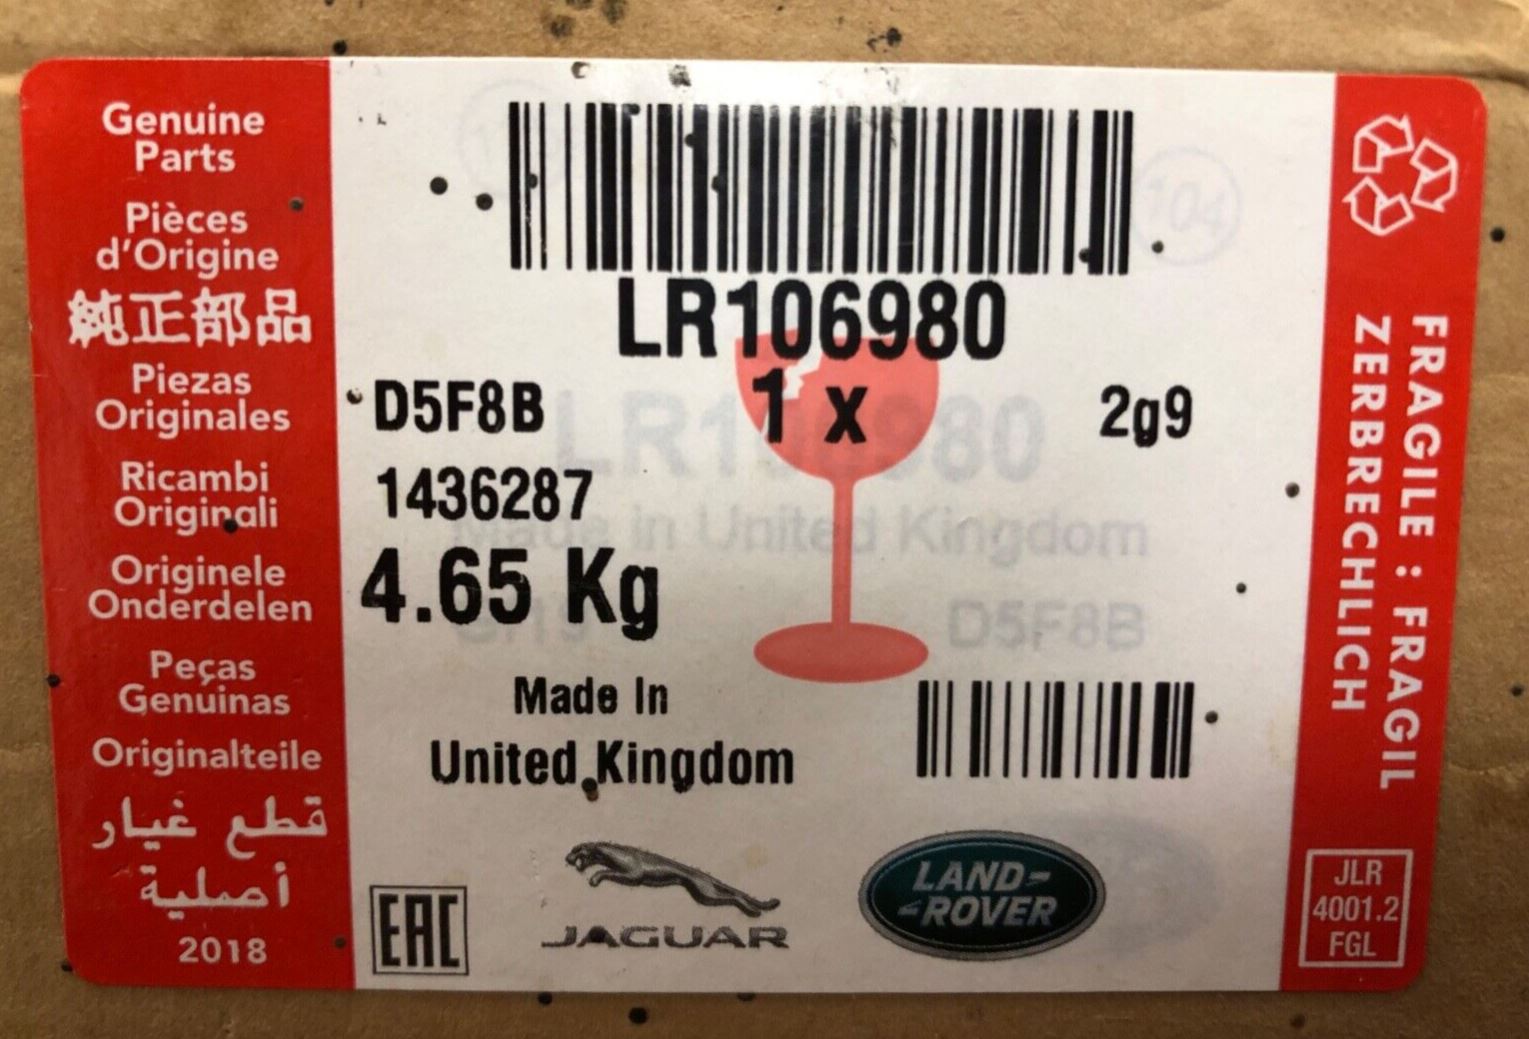 Genuine
Parts
Pièces
d'Origine
純正部品
Piezas
Originales
Ricambi
Originali
Originele
Onderdelen
Peças
Genuinas
Originalteile
قطع غيار
أصلية
2018
LR106980
D5F8B 1 x 2g9
1436287
4.65 Kg
Made In
United Kingdom
EAC
JAGUAR
LAND-
-ROVER
LR106980
Made in United Kingdom
D5F8B
104
FRAGILE : FRAGIL
ZERBRECHLICH
JLR
4001.2
FGL